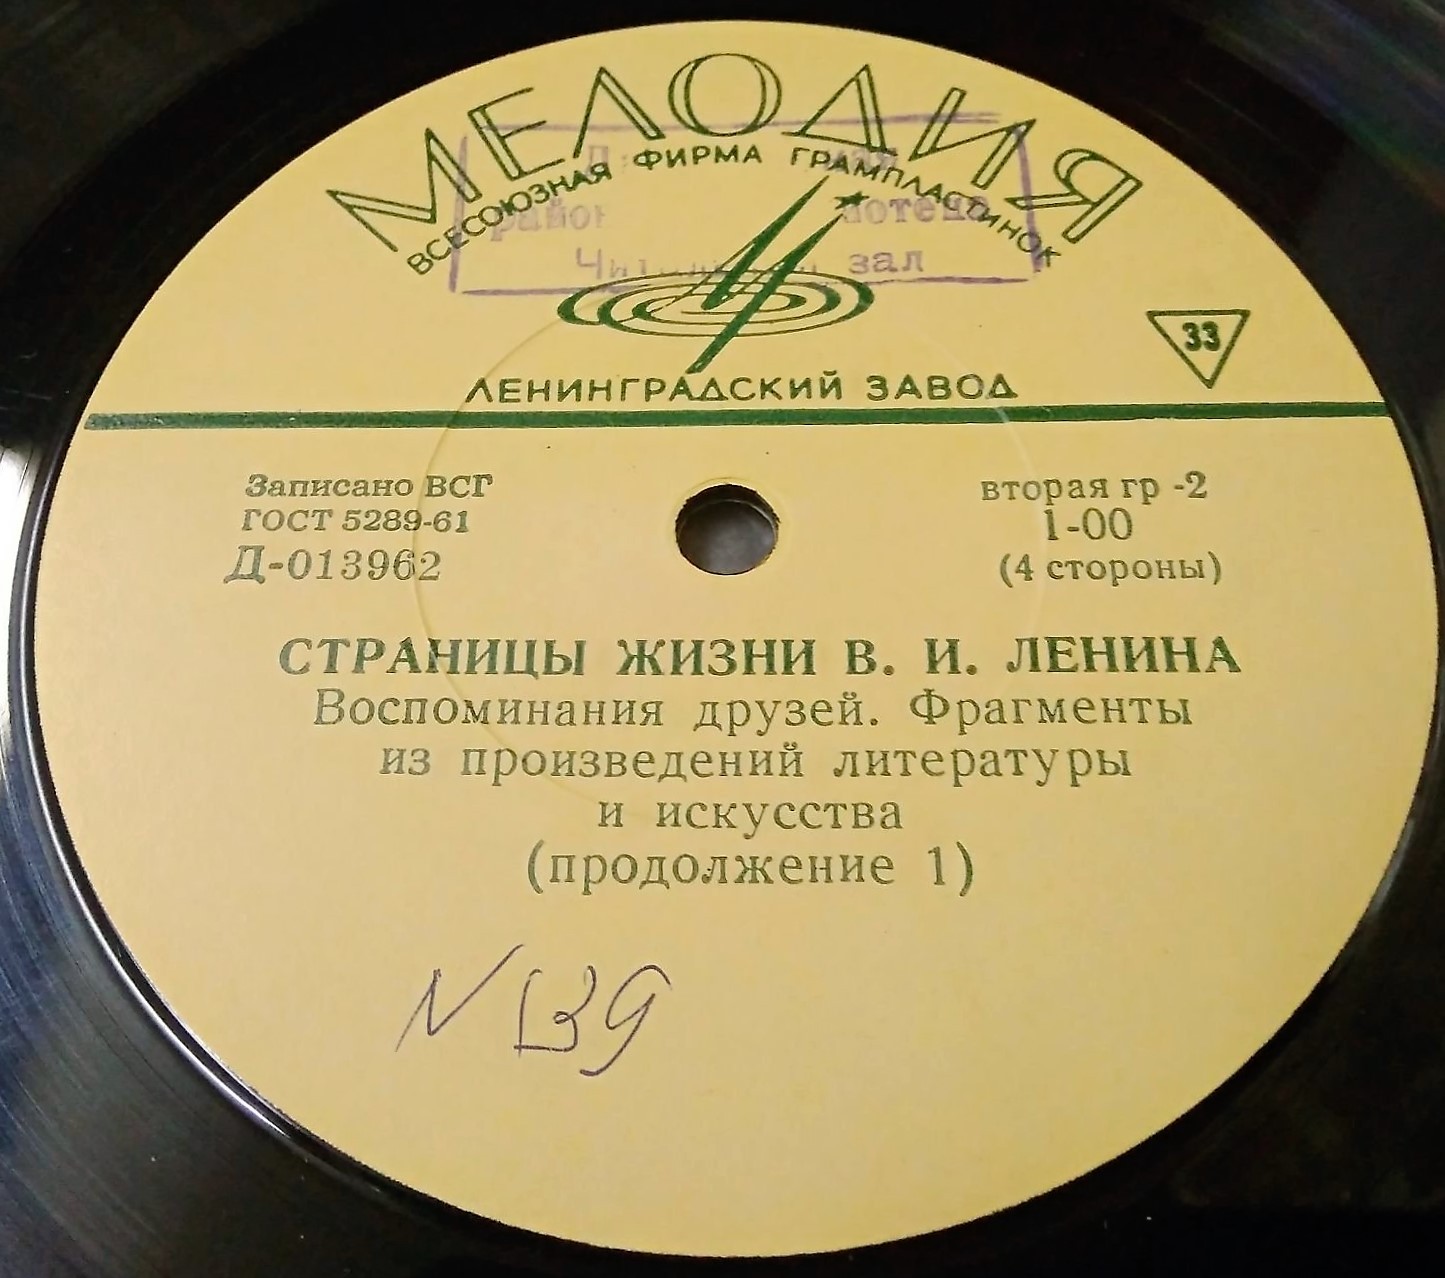 МЕЛОДИЯ
ВСЕСОЮЗНАЯ ФИРМА ГРАМПЛАСТИНОК
зал
ЛЕНИНГРАДСКИЙ ЗАВОД
33
Записано ВСГ
ГОСТ 5289-61
Д-013962
вторая гр -2
1-00
(4 стороны)
СТРАНИЦЫ ЖИЗНИ В. И. ЛЕНИНА
Воспоминания друзей. Фрагменты
из произведений литературы
и искусства
(продолжение 1)
N 139